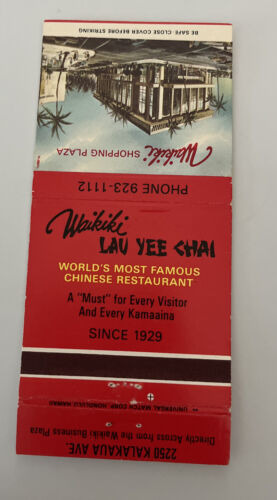 BE SAFE. CLOSE COVER BEFORE STRIKING
Waikiki SHOPPING PLAZA
PHONE 923-1112
Waikiki
LAU YEE CHAI
WORLD'S MOST FAMOUS
CHINESE RESTAURANT
A "Must" for Every Visitor
And Every Kamaaina
SINCE 1929
UNIVERSAL MATCH CORP. HONOLULU, HAWAII
Directly Across from the Waikiki Business Plaza
2250 KALAKAUA AVE.